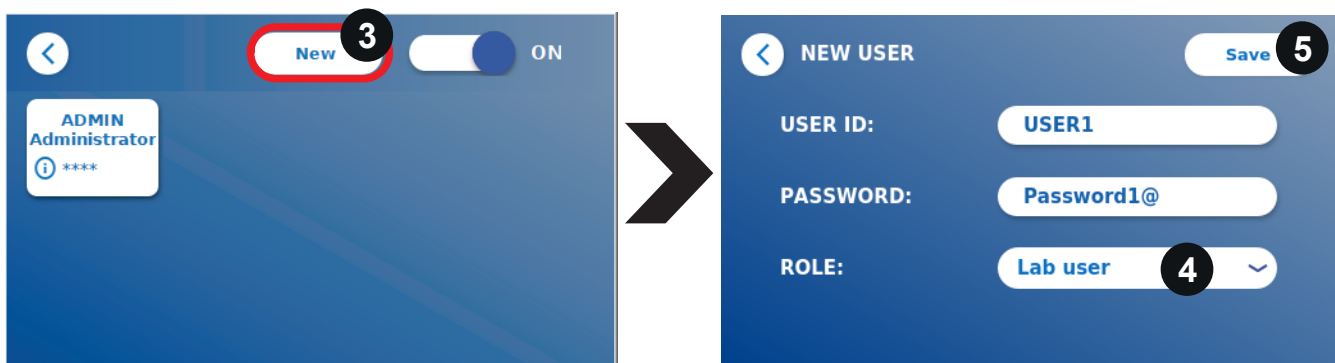 New
3
ON
ADMIN
Administrator
i ****
NEW USER
Save
5
USER ID:
USER1
PASSWORD:
Password1@
ROLE:
Lab user
4